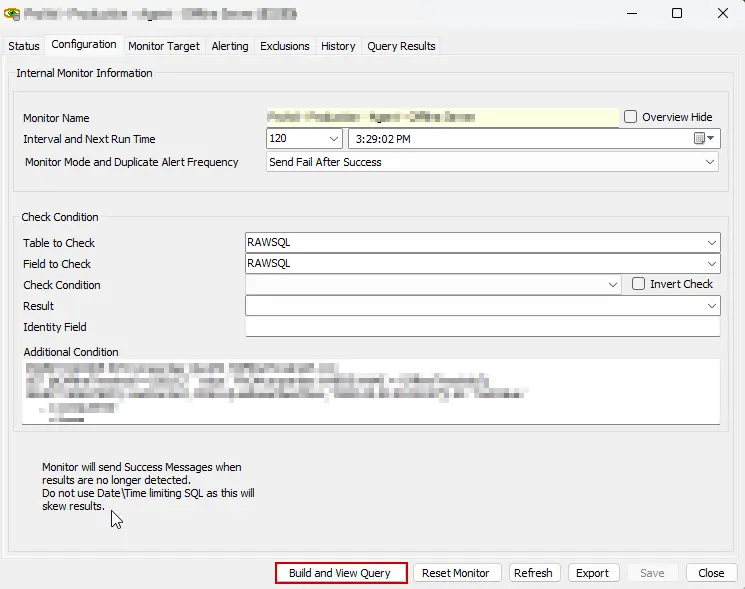 Status Configuration Monitor Target Alerting Exclusions History Query Results
Internal Monitor Information
Monitor Name Overview Hide
Interval and Next Run Time 120 3:29:02 PM
Monitor Mode and Duplicate Alert Frequency Send Fail After Success
Check Condition
Table to Check RAWSQL
Field to Check RAWSQL
Check Condition Invert Check
Result
Identity Field
Additional Condition
Monitor will send Success Messages when
results are no longer detected.
Do not use Date\Time limiting SQL as this will
skew results.
Build and View Query Reset Monitor Refresh Export Save Close